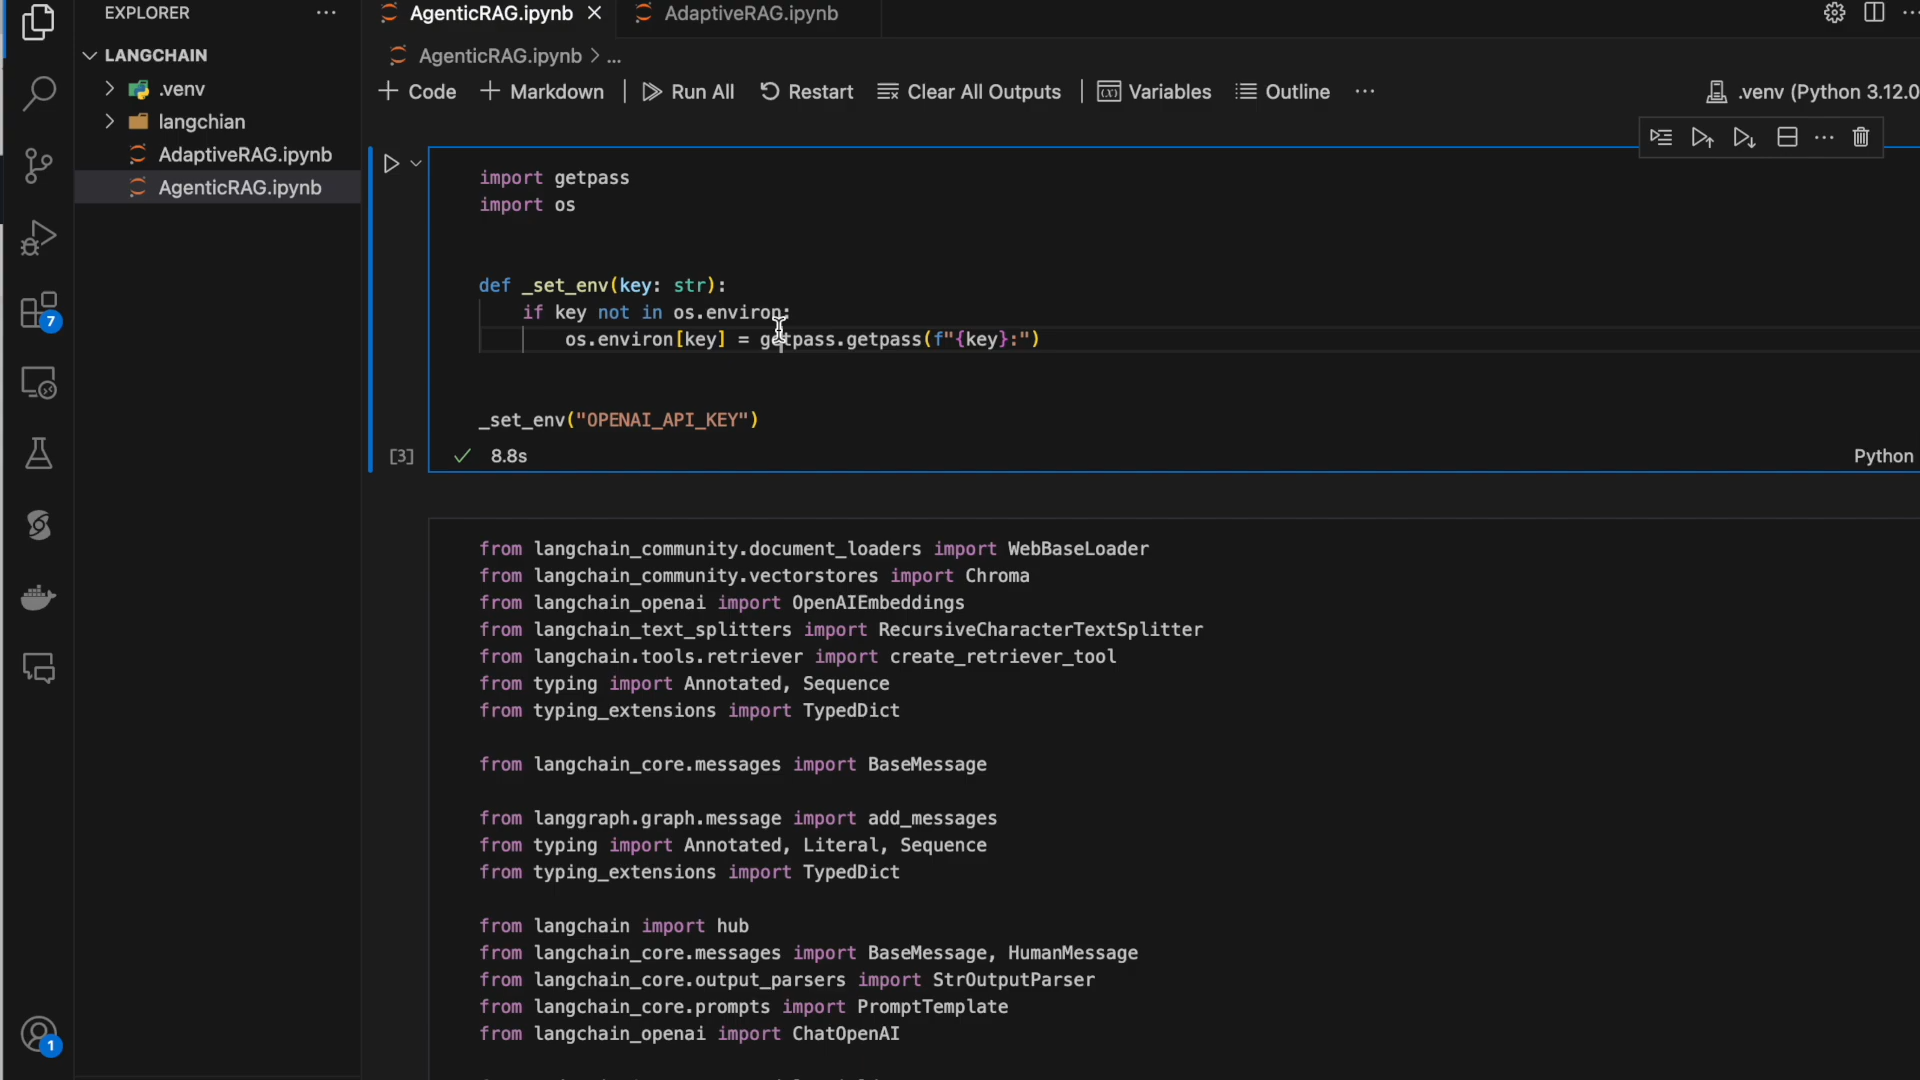 EXPLORER
AgenticRAG.ipynb
AdaptiveRAG.ipynb
LANGCHAIN
.venv
langchian
AdaptiveRAG.ipynb
AgenticRAG.ipynb
AgenticRAG.ipynb > ...
Code
Markdown
Run All
Restart
Clear All Outputs
Variables
Outline
.venv (Python 3.12.0
import getpass
import os
def _set_env(key: str):
if key not in os.environ:
os.environ[key] = getpass.getpass(f"{key}:")
_set_env("OPENAI_API_KEY")
[3]
8.8s
Python
from langchain_community.document_loaders import WebBaseLoader
from langchain_community.vectorstores import Chroma
from langchain_openai import OpenAIEmbeddings
from langchain_text_splitters import RecursiveCharacterTextSplitter
from langchain.tools.retriever import create_retriever_tool
from typing import Annotated, Sequence
from typing_extensions import TypedDict
from langchain_core.messages import BaseMessage
from langgraph.graph.message import add_messages
from typing import Annotated, Literal, Sequence
from typing_extensions import TypedDict
from langchain import hub
from langchain_core.messages import BaseMessage, HumanMessage
from langchain_core.output_parsers import StrOutputParser
from langchain_core.prompts import PromptTemplate
from langchain_openai import ChatOpenAI
7
1